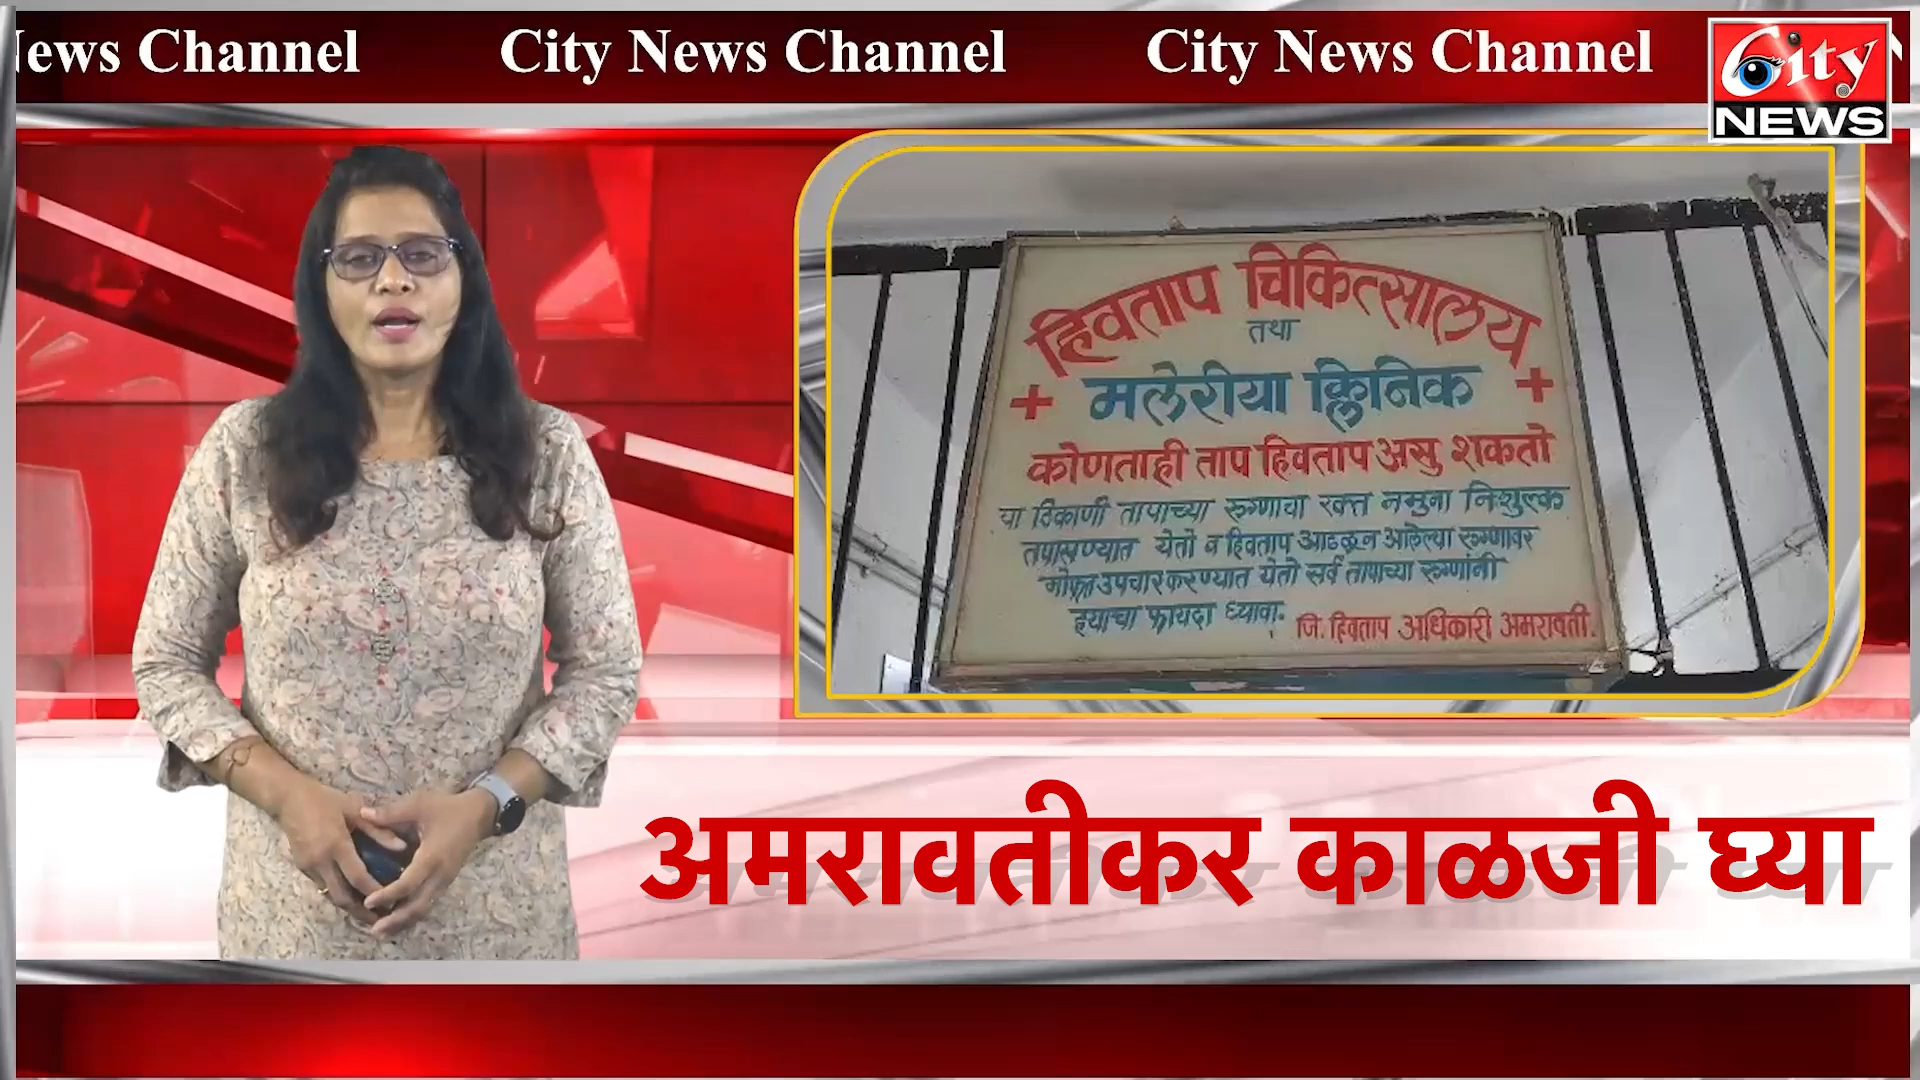 News Channel City News Channel City News Channel
City
NEWS
हिवताप चिकित्सालय
तथा
+ मलेरीया क्लिनिक +
कोणताही ताप हिवताप असु शकतो
या ठिकाणी तापाच्या रुग्णाचा रक्त नमुना निःशुल्क
तपासण्यात येतो व हिवताप आढळून आलेल्या रुग्णावर
मोफत उपचार करण्यात येतो सर्व तापाच्या रुग्णांनी
ह्याचा फायदा घ्यावा.
जि. हिवताप अधिकारी अमरावती.
अमरावतीकर काळजी घ्या